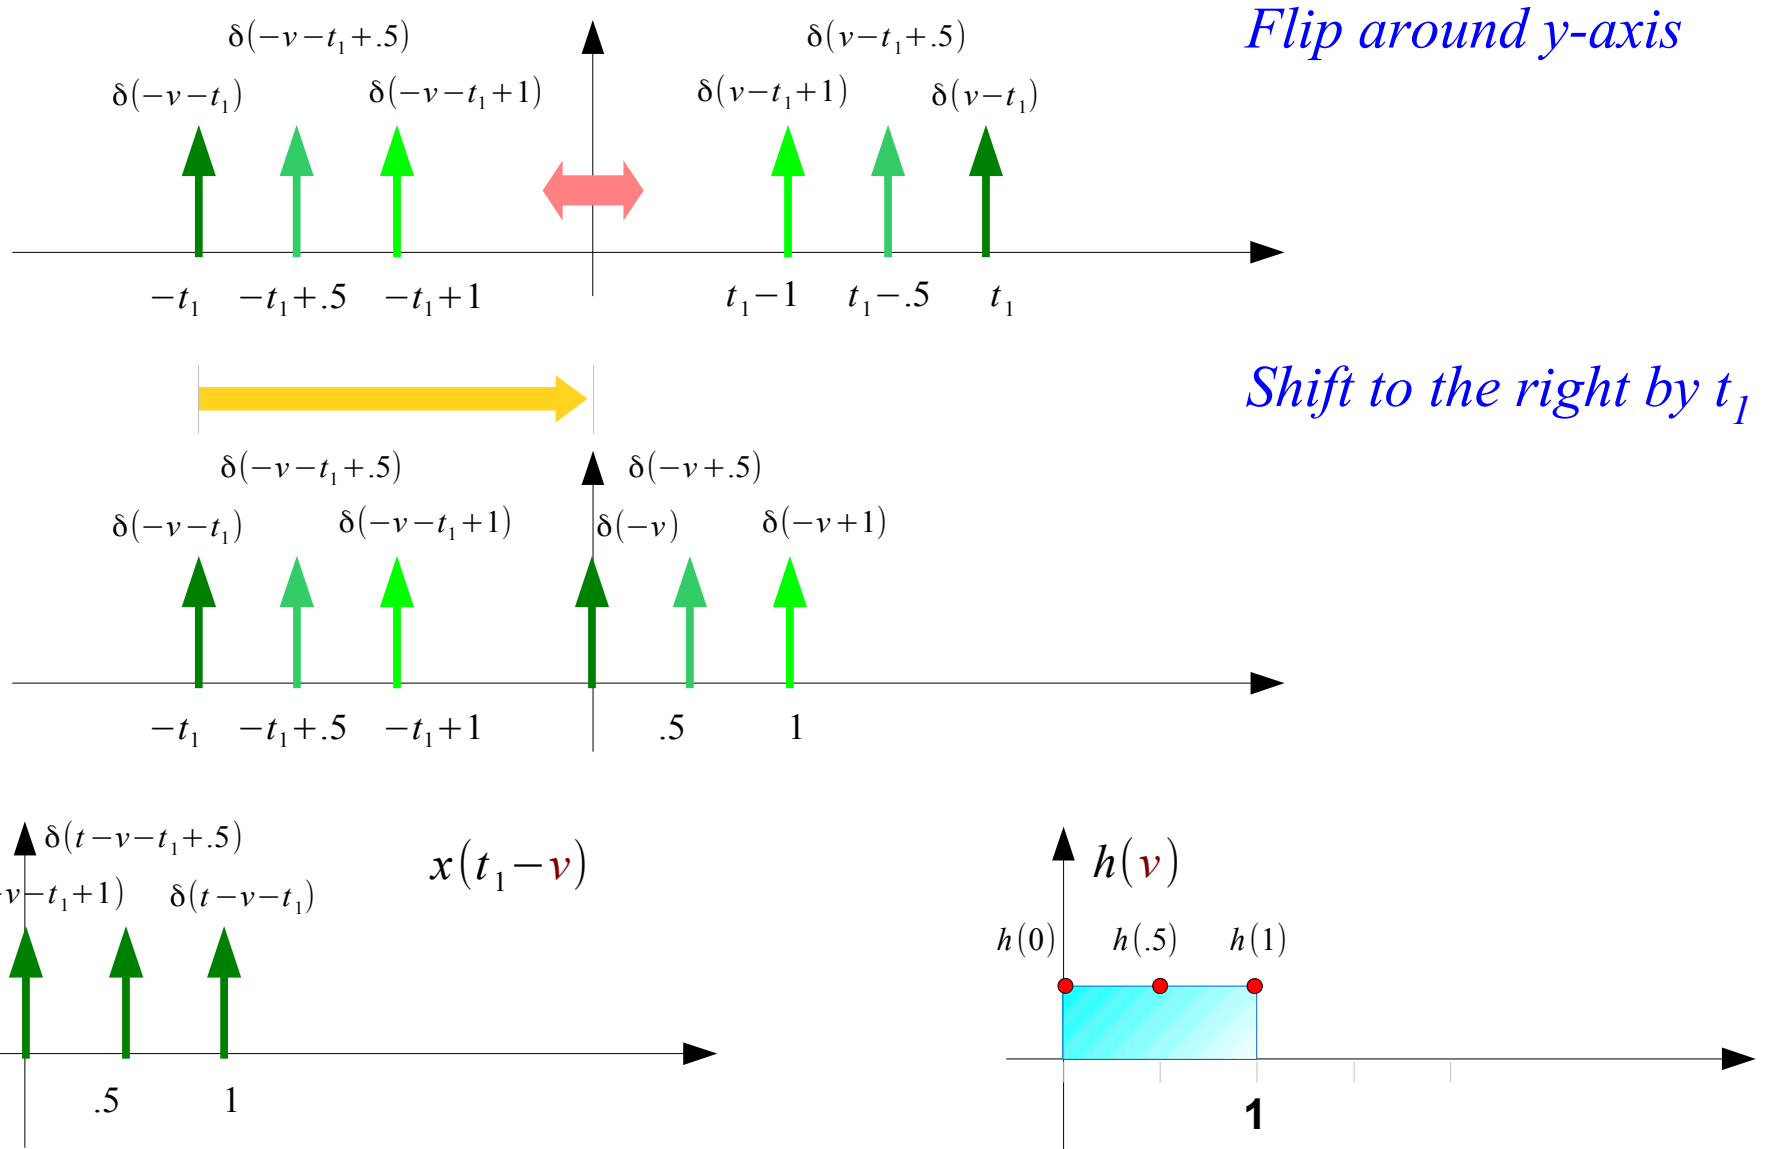 δ(−v−t₁+.5) δ(v−t₁+.5) Flip around y-axis
δ(−v−t₁) δ(−v−t₁+1) δ(v−t₁+1) δ(v−t₁)
−t₁ −t₁+.5 −t₁+1 t₁−1 t₁−.5 t₁
Shift to the right by t₁
δ(−v−t₁+.5) δ(−v+.5)
δ(−v−t₁) δ(−v−t₁+1) δ(−v) δ(−v+1)
−t₁ −t₁+.5 −t₁+1 .5 1
δ(t−v−t₁+.5) x(t₁−v) h(v)
v−t₁+1) δ(t−v−t₁)
h(0) h(.5) h(1)
.5 1 1